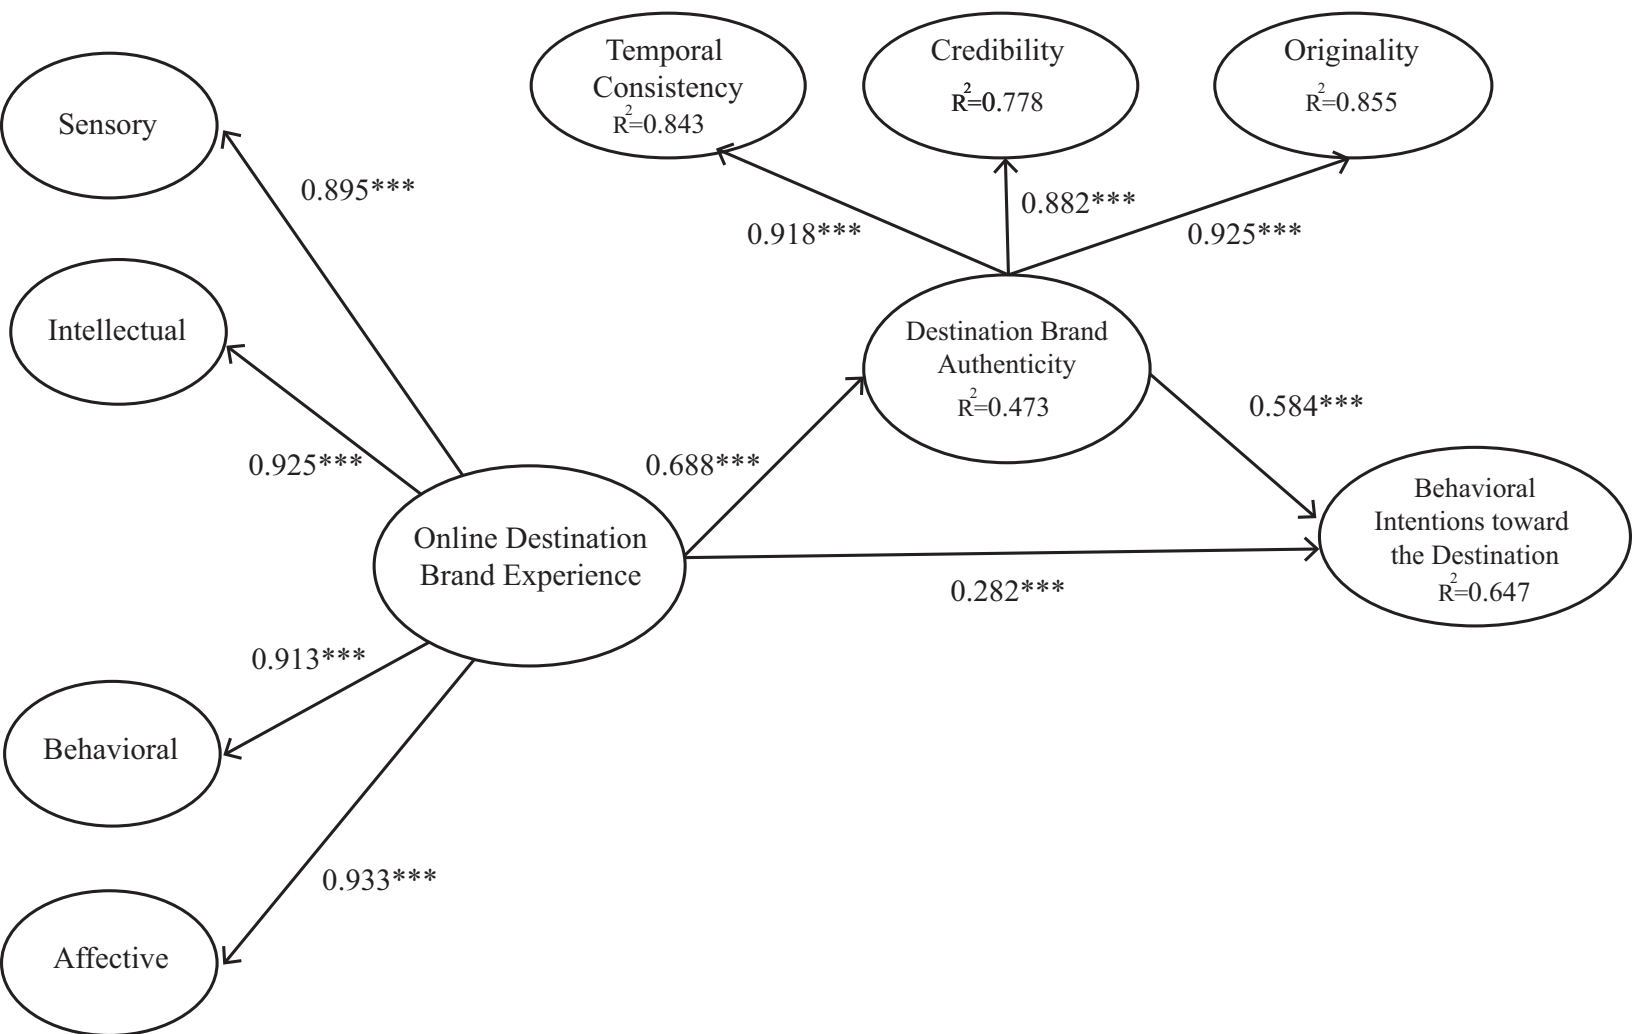 Temporal
Consistency
R²=0.843
Credibility
R²=0.778
Originality
R²=0.855
Sensory
0.895***
0.918***
0.882***
0.925***
Intellectual
Destination Brand
Authenticity
R²=0.473
0.925***
0.688***
0.584***
Online Destination
Brand Experience
Behavioral
Intentions toward
the Destination
R²=0.647
0.282***
0.913***
Behavioral
0.933***
Affective